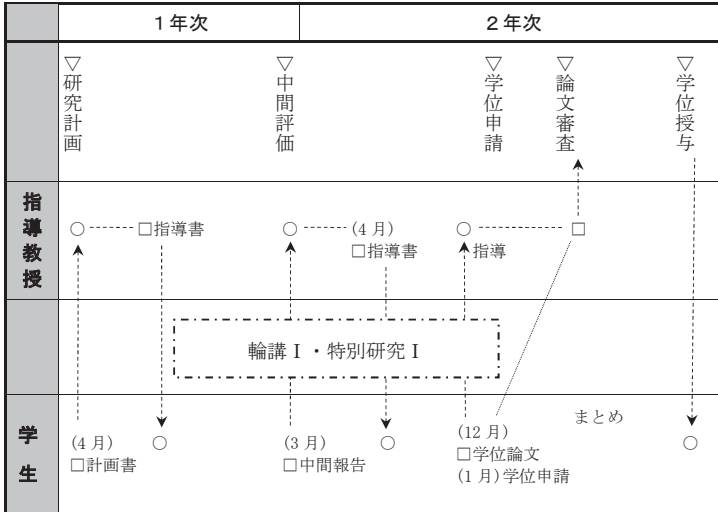 1年次
2年次
▽研究計画
▽中間評価
▽学位申請
▽論文審査
▽学位授与
指導教授
○
□指導書
○
(4月)
□指導書
○
指導
□
輪講Ⅰ・特別研究Ⅰ
学生
(4月)
□計画書
○
(3月)
□中間報告
○
(12月)
□学位論文
(1月)学位申請
まとめ
○